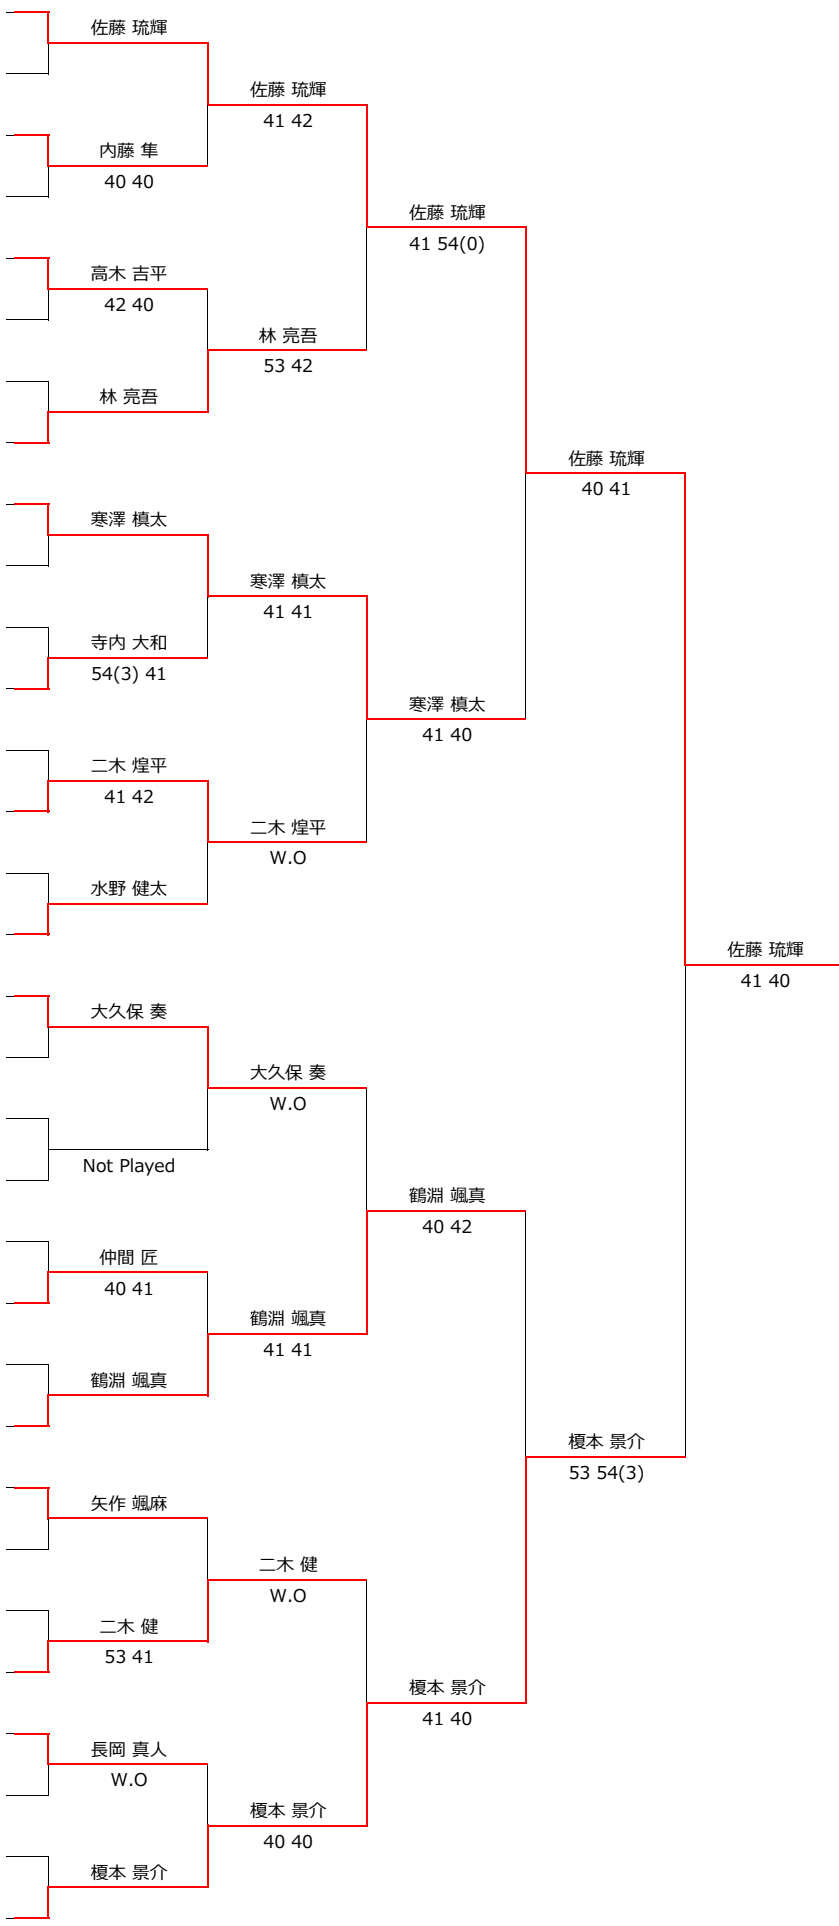 佐藤 琉輝
佐藤 琉輝
41 42
内藤 隼
40 40
佐藤 琉輝
41 54(0)
高木 吉平
42 40
林 亮吾
53 42
林 亮吾
佐藤 琉輝
40 41
寒澤 槙太
寒澤 槙太
41 41
寺内 大和
54(3) 41
寒澤 槙太
41 40
二木 煌平
41 42
二木 煌平
W.O
水野 健太
佐藤 琉輝
41 40
大久保 奏
大久保 奏
W.O
Not Played
鶴淵 颯真
40 42
仲間 匠
40 41
鶴淵 颯真
41 41
鶴淵 颯真
榎本 景介
53 54(3)
矢作 颯麻
二木 健
W.O
二木 健
53 41
榎本 景介
41 40
長岡 真人
W.O
榎本 景介
40 40
榎本 景介